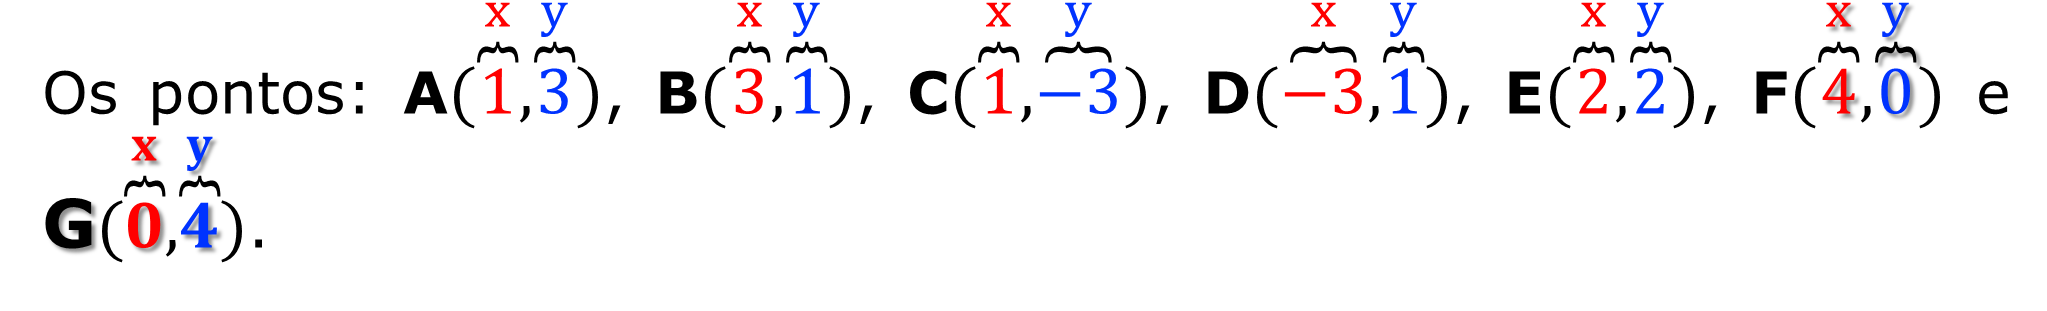 x y x y x y x y x y x y
Os pontos: A(1,3), B(3,1), C(1,−3), D(−3,1), E(2,2), F(4,0) e
x y
G(0,4).